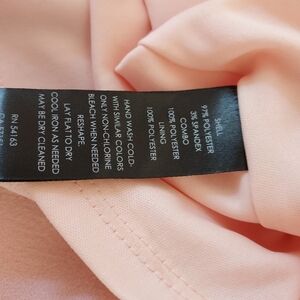 SHELL
97% POLYESTER
3% SPANDEX
COMBO
100% POLYESTER
LINING
100% POLYESTER
HAND WASH COLD-
WITH SIMILAR COLORS
ONLY NON-CHLORINE
BLEACH WHEN NEEDED
RESHAPE,
LAY FLAT TO DRY
COOL IRON AS NEEDED
MAY BE DRY CLEANED
RN 54163